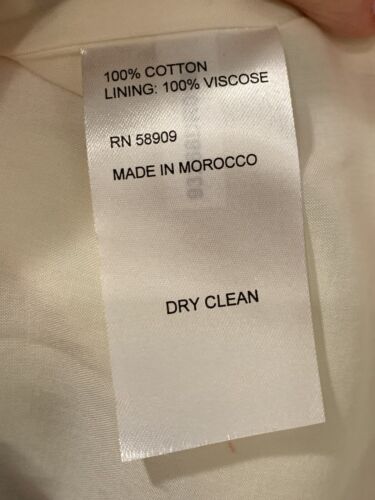 100% COTTON
LINING: 100% VISCOSE
RN 58909
MADE IN MOROCCO
DRY CLEAN